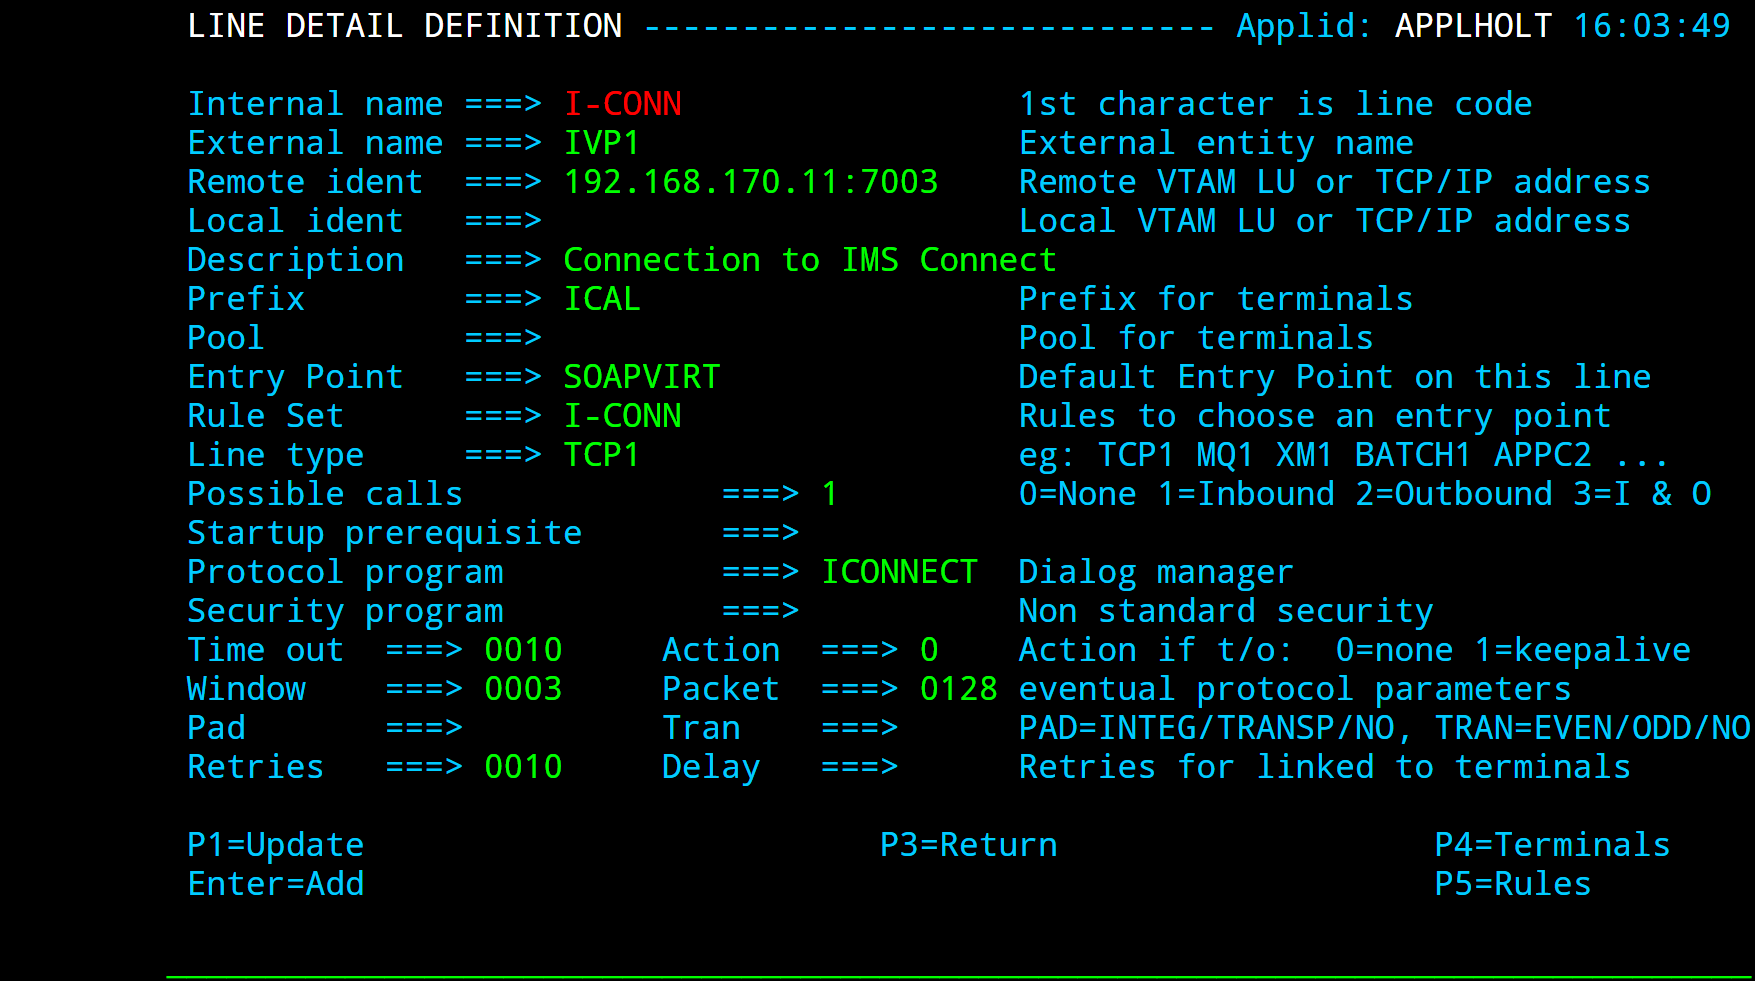 LINE DETAIL DEFINITION ----------------------------- Applid: APPLHOLT 16:03:49
Internal name ===> I-CONN 1st character is line code
External name ===> IVP1 External entity name
Remote ident ===> 192.168.170.11:7003 Remote VTAM LU or TCP/IP address
Local ident ===> Local VTAM LU or TCP/IP address
Description ===> Connection to IMS Connect
Prefix ===> ICAL Prefix for terminals
Pool ===> Pool for terminals
Entry Point ===> SOAPVIRT Default Entry Point on this line
Rule Set ===> I-CONN Rules to choose an entry point
Line type ===> TCP1 eg: TCP1 MQ1 XM1 BATCH1 APPC2 ...
Possible calls ===> 1 0=None 1=Inbound 2=Outbound 3=I & O
Startup prerequisite ===>
Protocol program ===> ICONNECT Dialog manager
Security program ===> Non standard security
Time out ===> 0010 Action ===> 0 Action if t/o: 0=none 1=keepalive
Window ===> 0003 Packet ===> 0128 eventual protocol parameters
Pad ===> Tran ===> PAD=INTEG/TRANSP/NO, TRAN=EVEN/ODD/NO
Retries ===> 0010 Delay ===> Retries for linked to terminals
P1=Update P3=Return P4=Terminals
Enter=Add P5=Rules